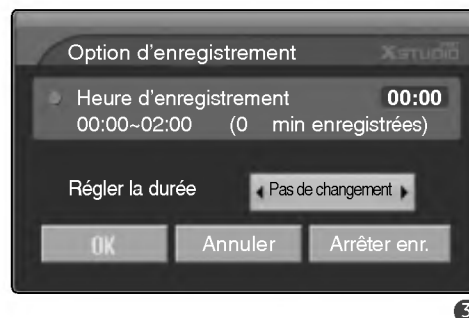 Option d'enregistrement XSTUDIO
Heure d'enregistrement 00:00
00:00~02:00 (0 min enregistrées)
Régler la durée Pas de changement
OK Annuler Arrêter enr.
3